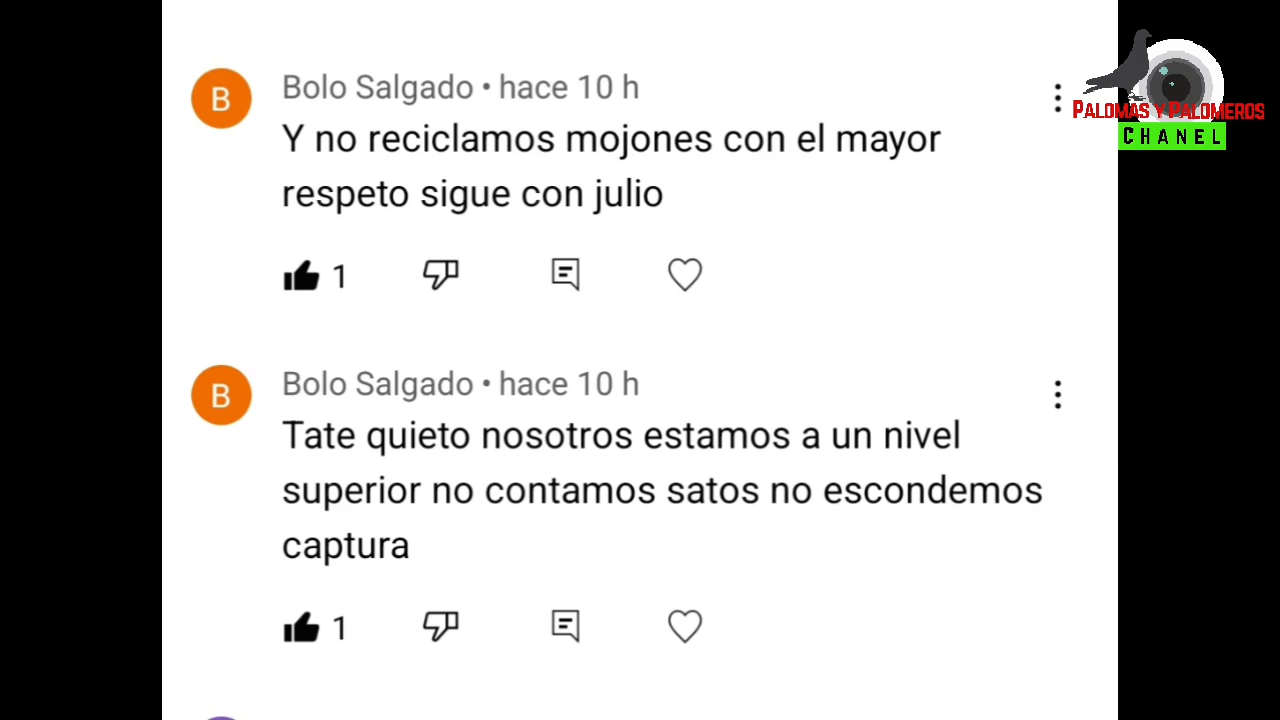 Bolo Salgado • hace 10 h
Y no reciclamos mojones con el mayor
respeto sigue con julio
1
Bolo Salgado • hace 10 h
Tate quieto nosotros estamos a un nivel
superior no contamos satos no escondemos
captura
1
B
B
PALOMAS Y PALOMEROS
CHANEL